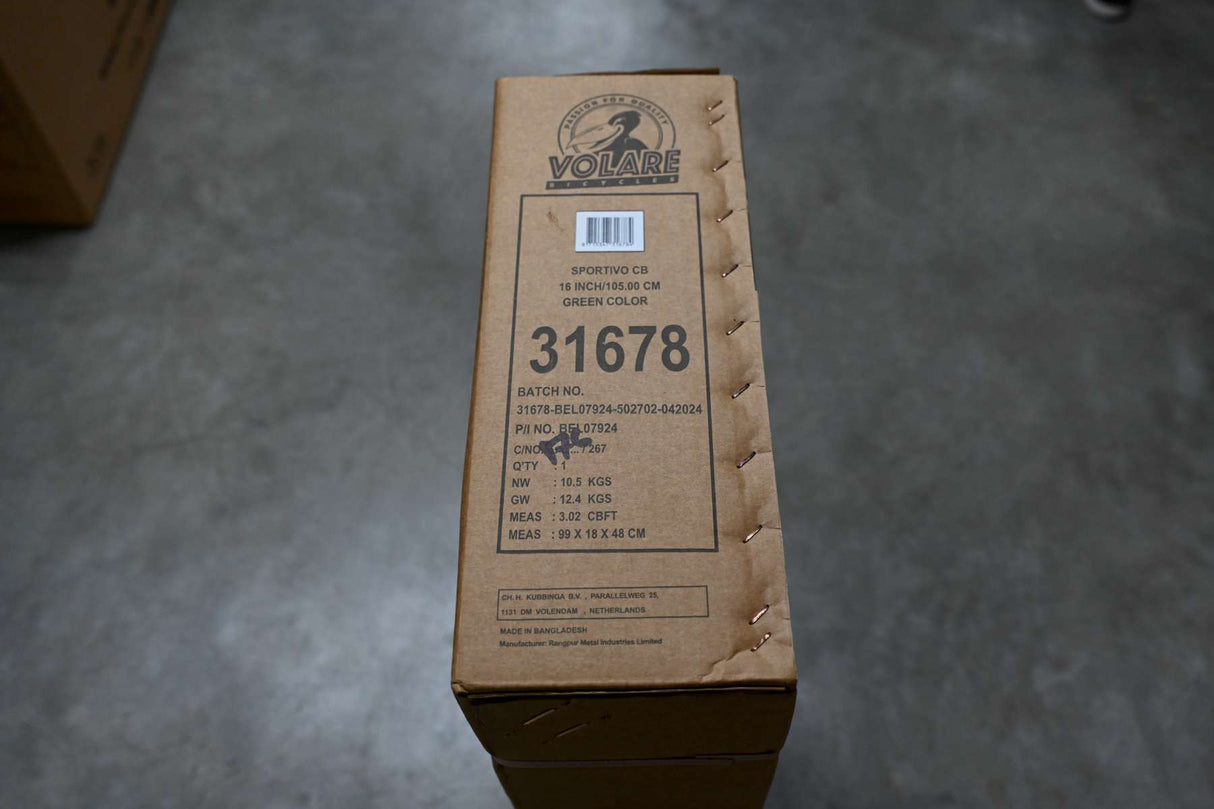 PASSION FOR QUALITY
VOLARE
BICYCLES
SPORTIVO CB
16 INCH/105.00 CM
GREEN COLOR
31678
BATCH NO.
31678-BEL07924-502702-042024
P/I NO. BEL07924
C/NO. ... / 267
Q'TY : 1
NW : 10.5 KGS
GW : 12.4 KGS
MEAS : 3.02 CBFT
MEAS : 99 X 18 X 48 CM
CH. H. KUBBINGA B.V. , PARALLELWEG 25,
1131 DM VOLENDAM , NETHERLANDS
MADE IN BANGLADESH
Manufacturer: Rangpur Metal Industries Limited